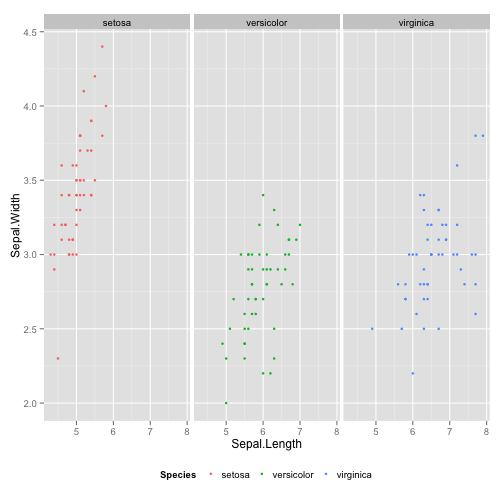 setosa versicolor virginica
4.5
4.0
3.5
3.0
2.5
2.0
Sepal.Width
5 6 7 8 5 6 7 8 5 6 7 8
Sepal.Length
Species setosa versicolor virginica